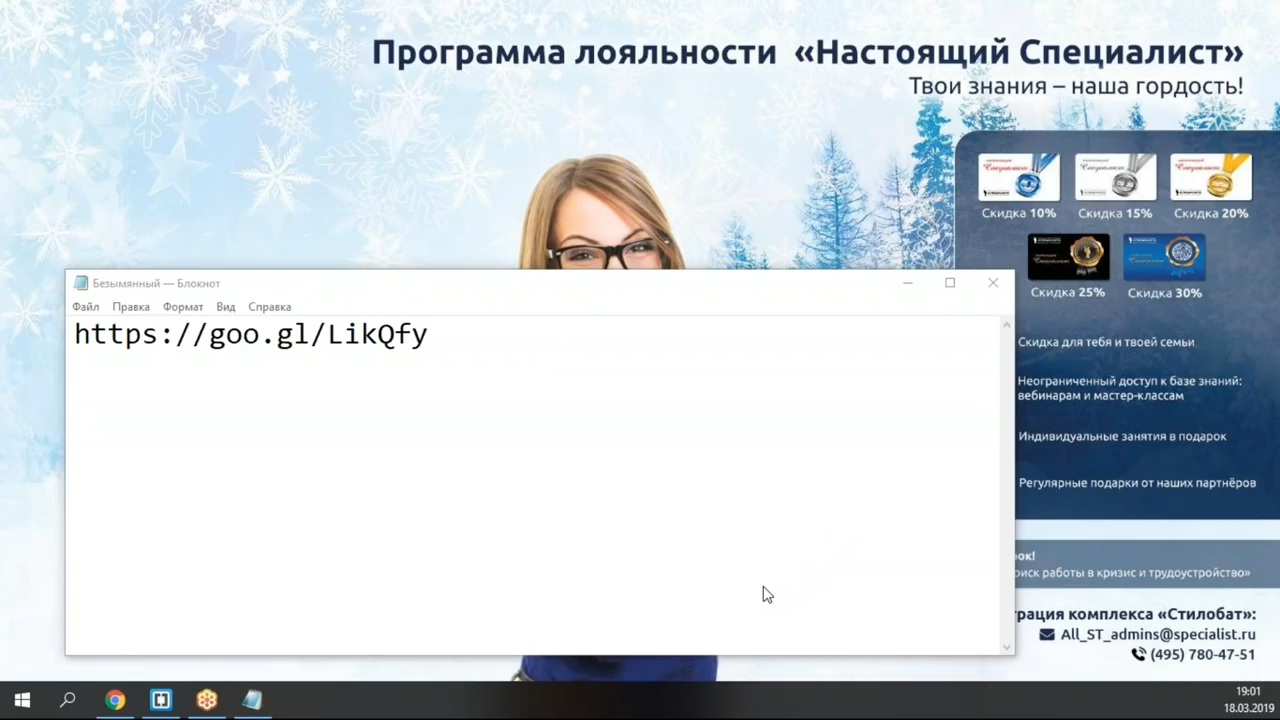 Программа лояльности «Настоящий Специалист»
Твои знания – наша гордость!
Скидка 10%
Скидка 15%
Скидка 20%
Скидка 25%
Скидка 30%
Безымянный — Блокнот
Файл Правка Формат Вид Справка
https://goo.gl/LikQfy
Скидка для тебя и твоей семьи
Неограниченный доступ к базе знаний:
вебинарам и мастер-классам
Индивидуальные занятия в подарок
Регулярные подарки от наших партнёров
ок!
оиск работы в кризис и трудоустройство»
трация комплекса «Стилобат»:
All_ST_admins@specialist.ru
(495) 780-47-51
19:01
18.03.2019